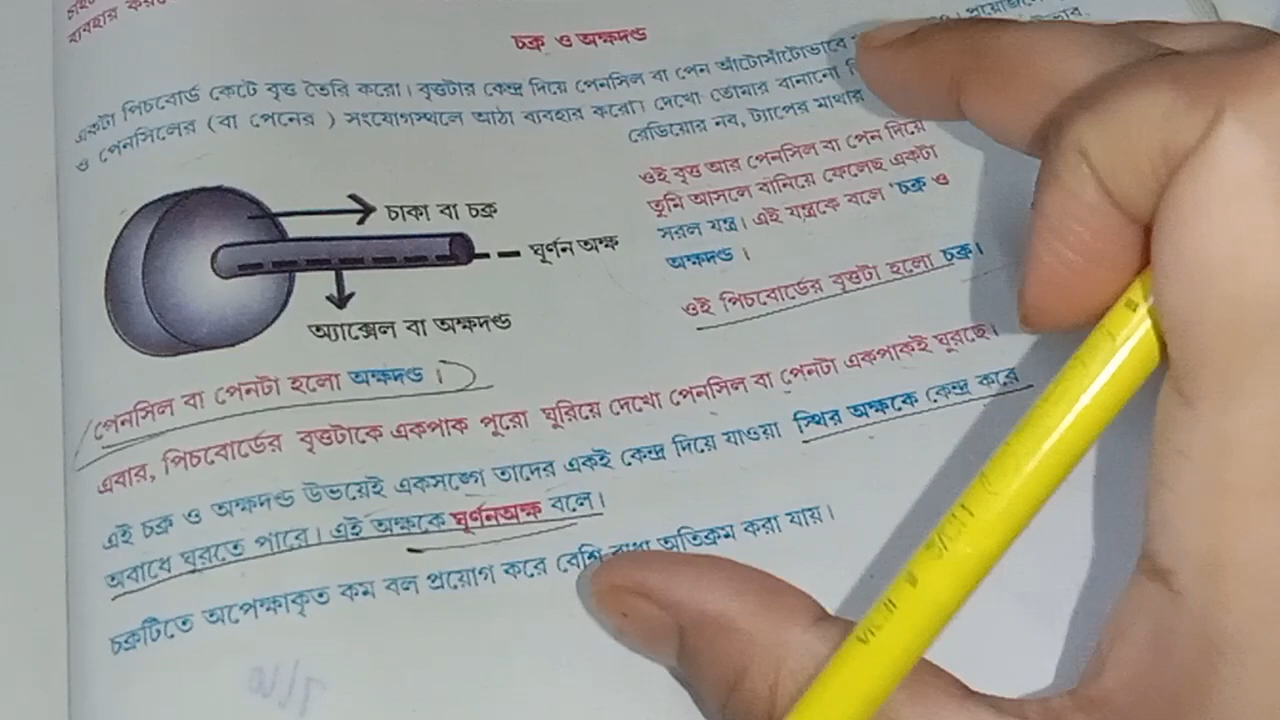 ব্যবহার কর
চক্র ও অক্ষদণ্ড
একটা পিচবোর্ড কেটে বৃত্ত তৈরি করো। বৃত্তটার কেন্দ্র দিয়ে পেনসিল বা পেন আঁটোসাঁটোভাবে
ও পেনসিলের (বা পেনের ) সংযোগস্থলে আঠা ব্যবহার করো। দেখো তোমার বানানো
রেডিয়োর নব, ট্যাপের মাথার
ওই বৃত্ত আর পেনসিল বা পেন দিয়ে
তুমি আসলে বানিয়ে ফেলেছ একটা
সরল যন্ত্র। এই যন্ত্রকে বলে 'চক্র ও
অক্ষদণ্ড ।
চাকা বা চক্র
ঘূর্ণন অক্ষ
অ্যাক্সেল বা অক্ষদণ্ড
ওই পিচবোর্ডের বৃত্তটা হলো চক্র।
পেনসিল বা পেনটা হলো অক্ষদণ্ড ।
এবার, পিচবোর্ডের বৃত্তটাকে একপাক পুরো ঘুরিয়ে দেখো পেনসিল বা পেনটা একপাকই ঘুরছে।
এই চক্র ও অক্ষদণ্ড উভয়েই একসঙ্গে তাদের একই কেন্দ্র দিয়ে যাওয়া স্থির অক্ষকে কেন্দ্র করে
অবাধে ঘুরতে পারে। এই অক্ষকে ঘূর্ণনঅক্ষ বলে।
চক্রটিতে অপেক্ষাকৃত কম বল প্রয়োগ করে বেশি বাধা অতিক্রম করা যায়।